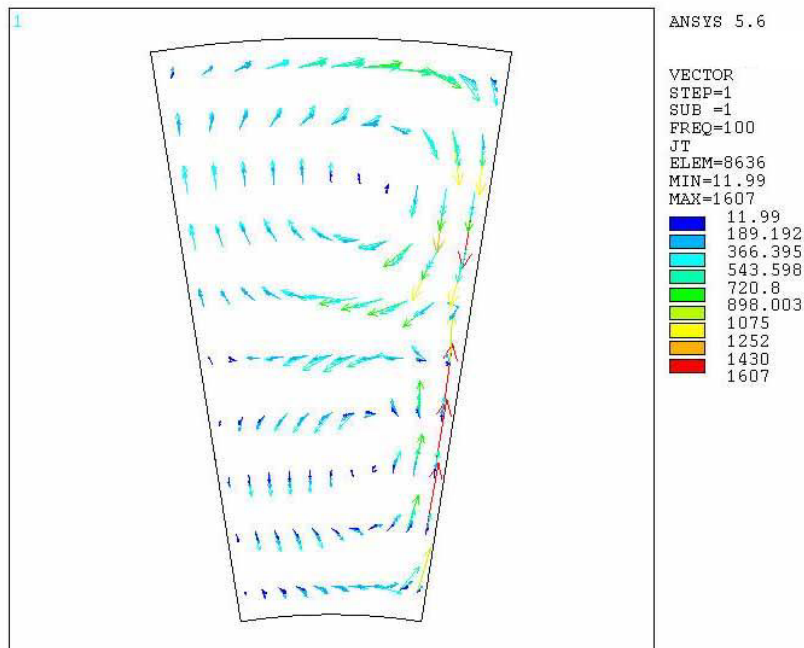 1
ANSYS 5.6
VECTOR
STEP=1
SUB =1
FREQ=100
JT
ELEM=8636
MIN=11.99
MAX=1607
11.99
189.192
366.395
543.598
720.8
898.003
1075
1252
1430
1607